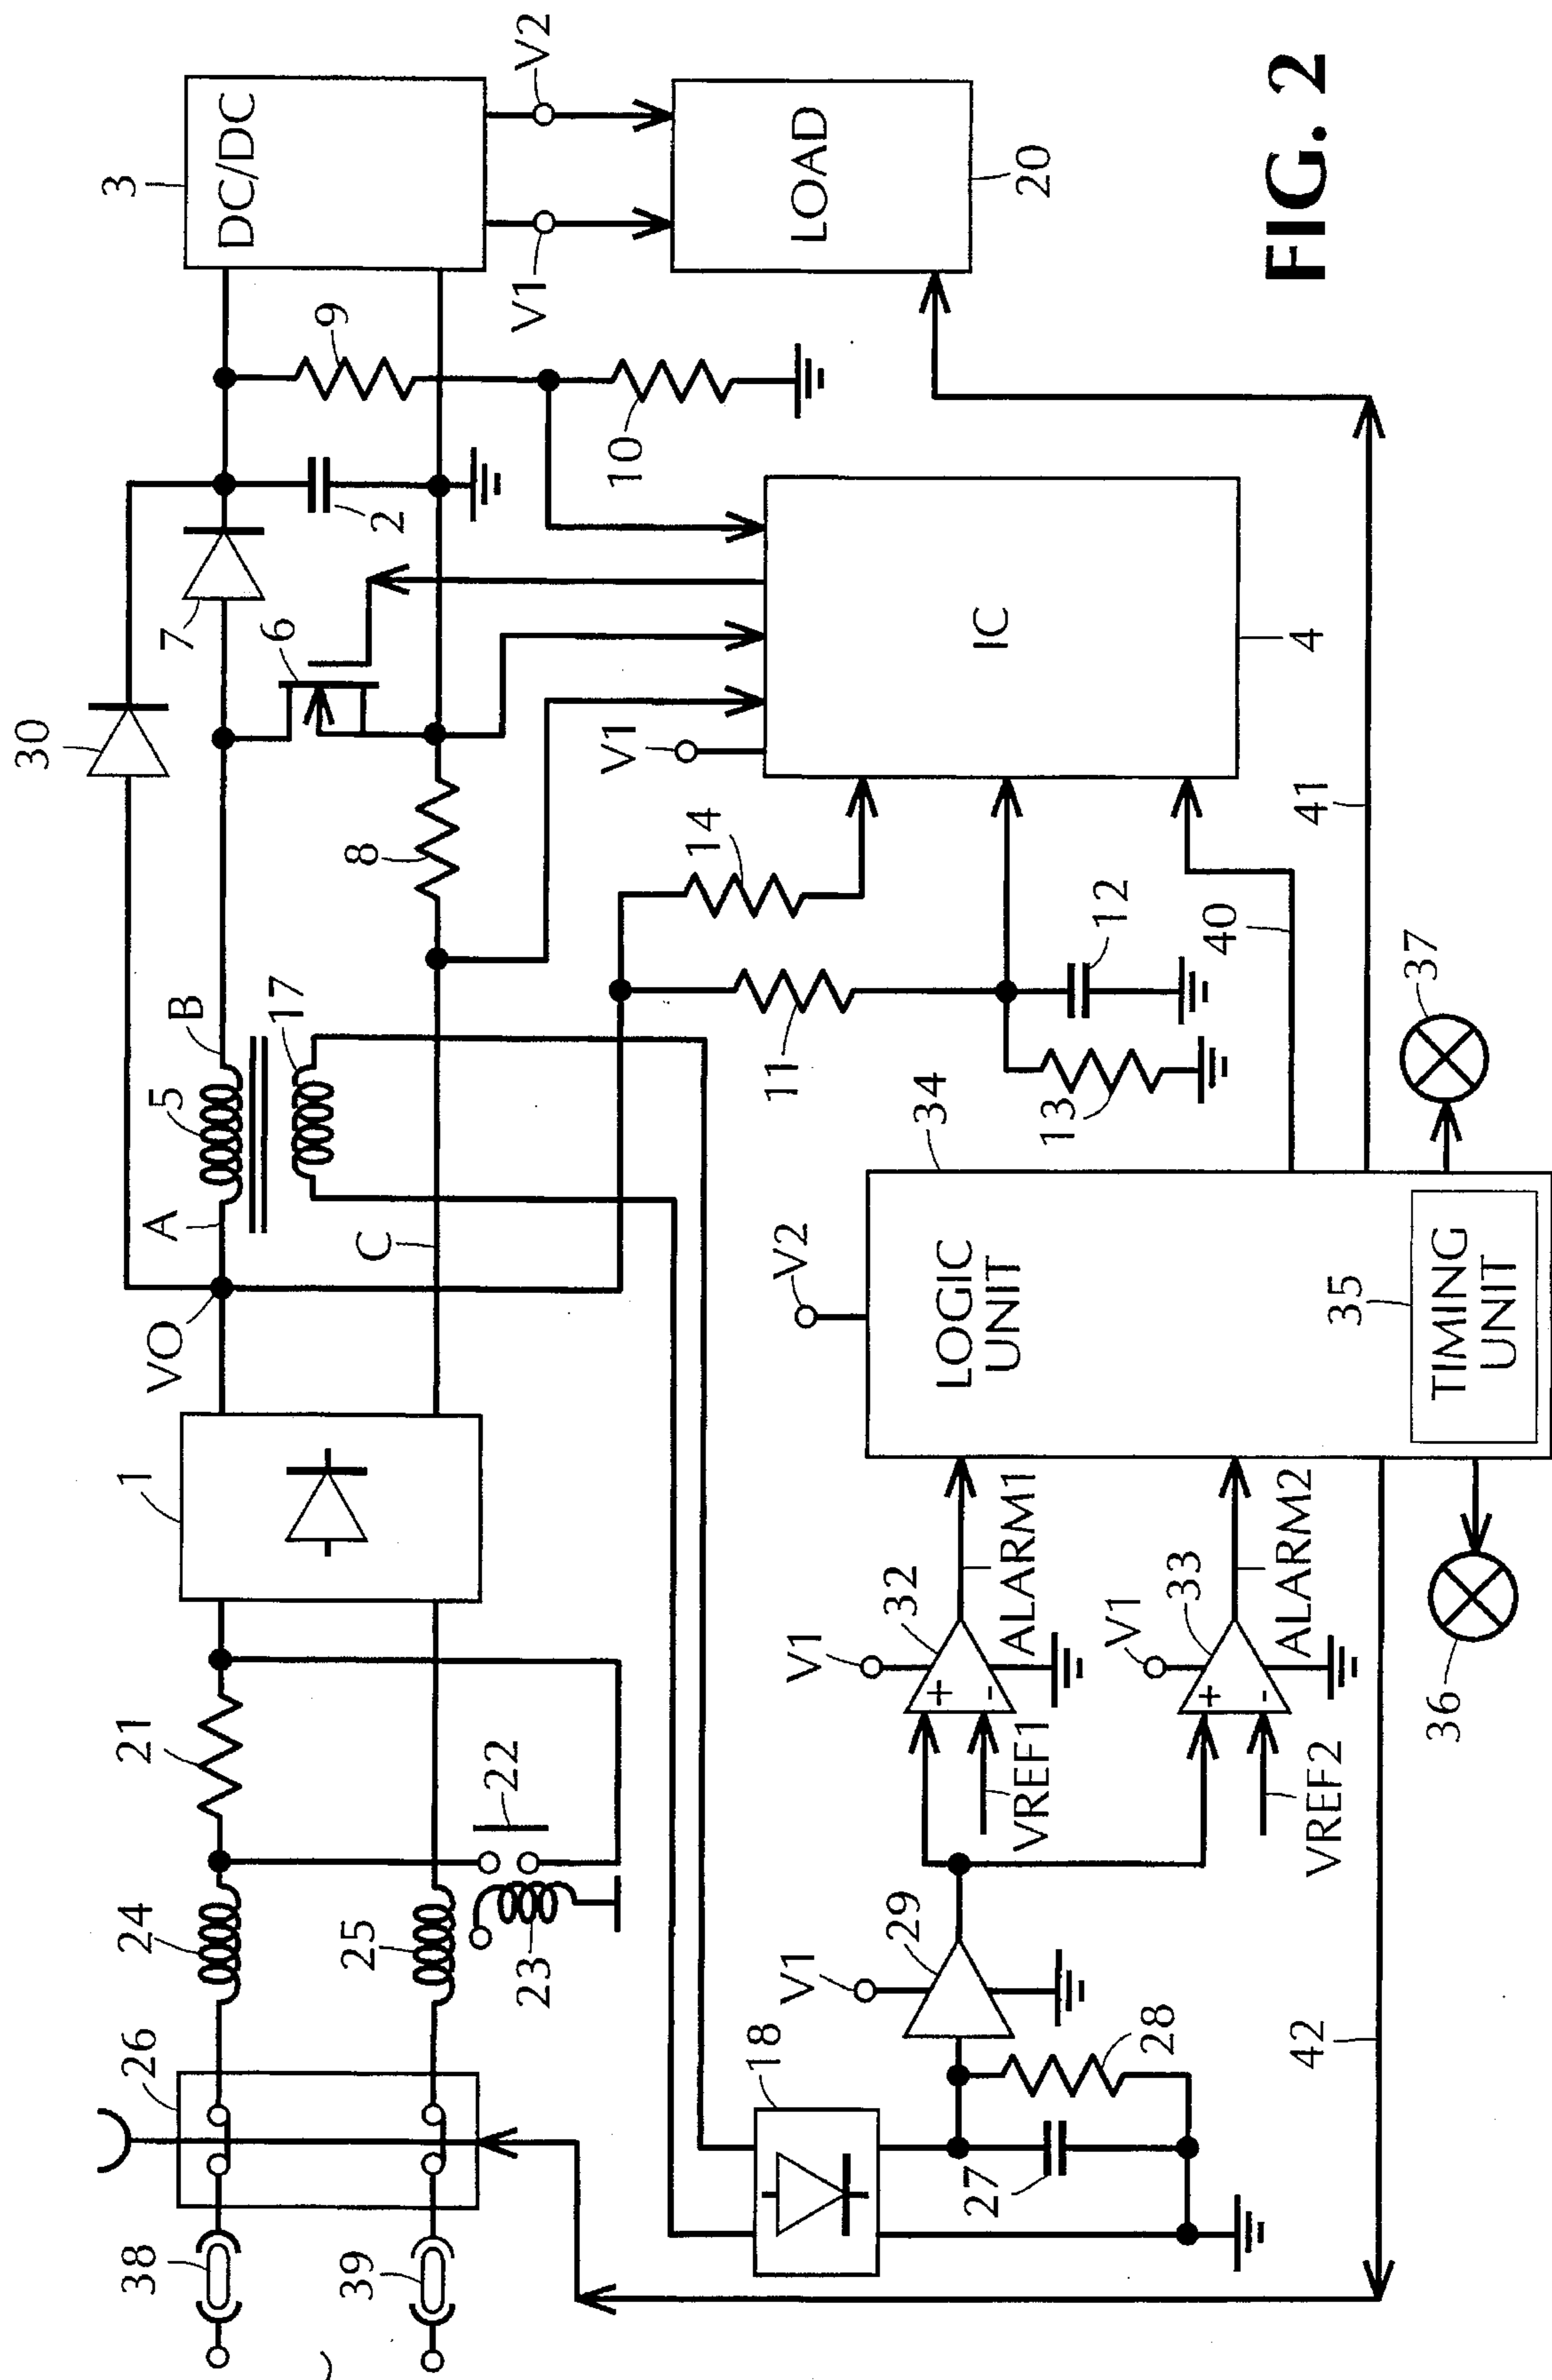 30
3
DC/DC
V2
V1
LOAD
20
FIG. 2
7
6
2
9
10
IC
4
V1
8
14
11
12
13
40
41
VO
A
5
B
17
C
1
21
22
24
25
23
26
38
39
18
27
28
V1
29
V1
32
VREF1
ALARM1
V1
33
VREF2
ALARM2
V2
34
LOGIC
UNIT
35
TIMING
UNIT
36
37
42